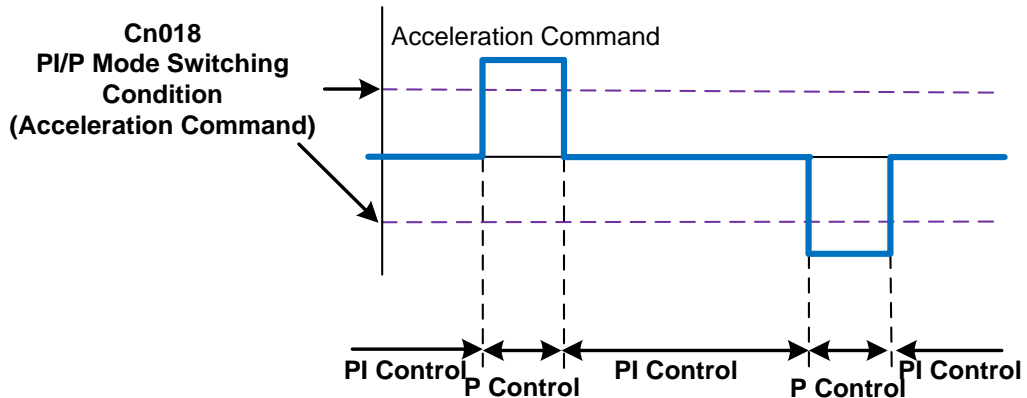 Cn018
PI/P Mode Switching
Condition
(Acceleration Command)
Acceleration Command
PI Control
P Control
PI Control
P Control
PI Control